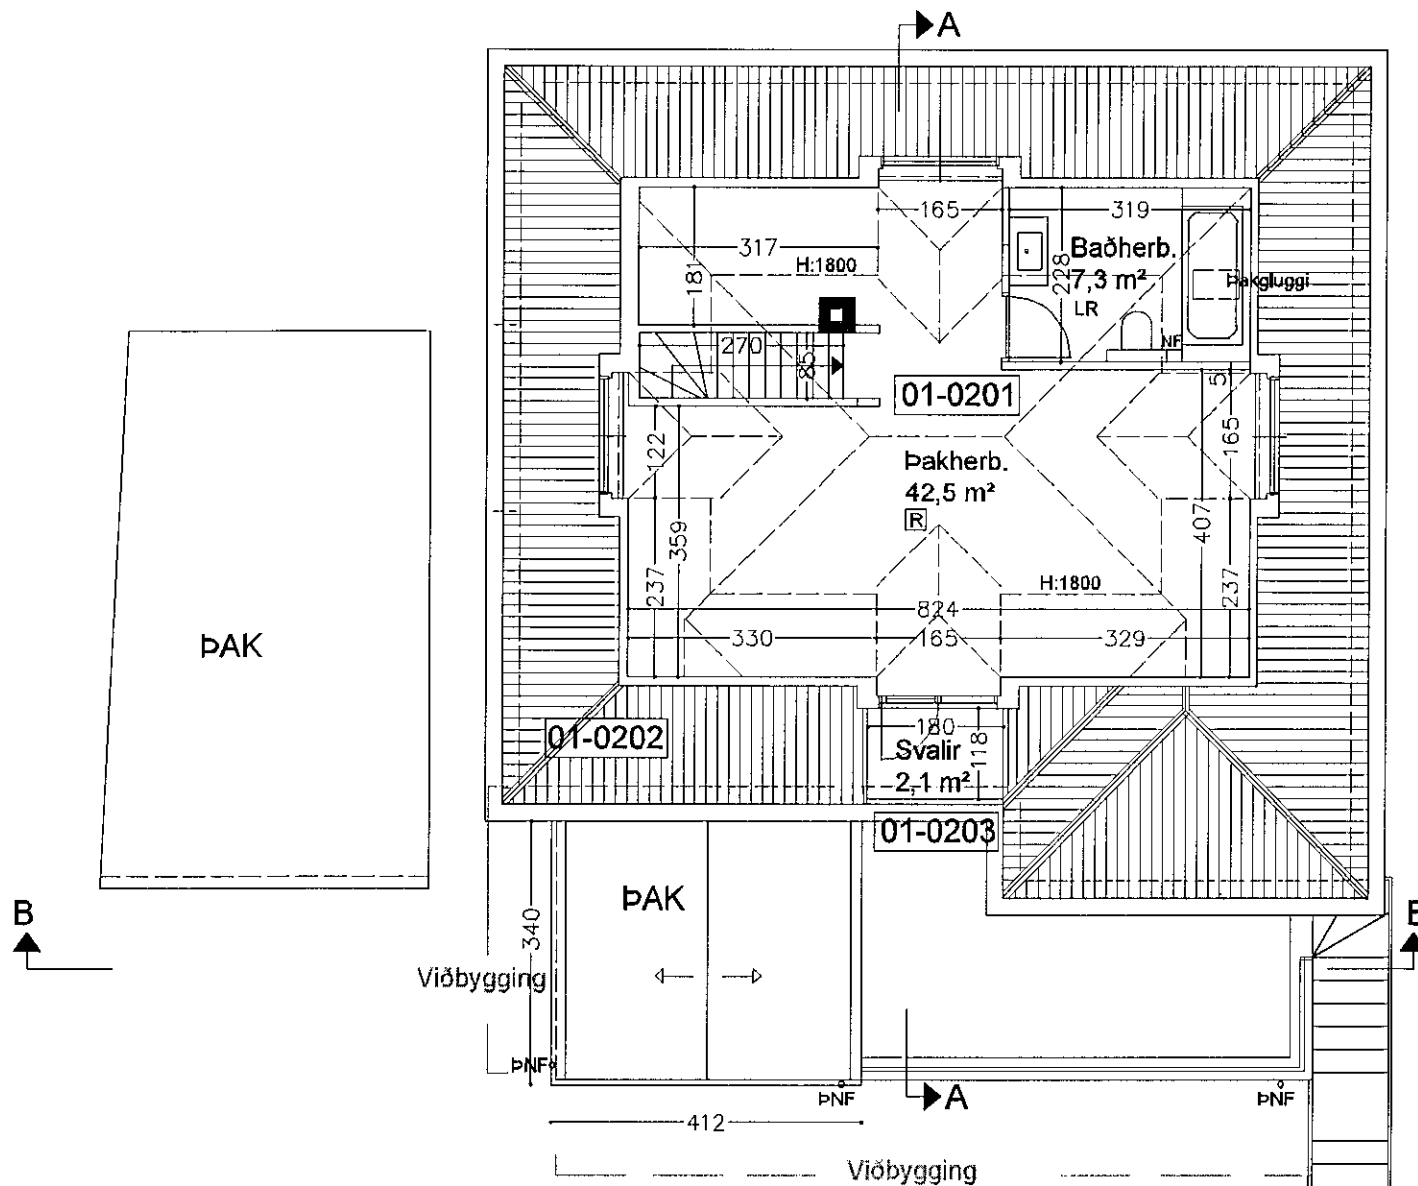 A
165
319
317
181
H:1800
228
Baðherb.
7,3 m²
LR
Þakgluggi
NF
270
85
01-0201
5
122
165
Þakherb.
42,5 m²
R
359
407
237
237
H:1800
824
330
165
329
ÞAK
01-0202
180
118
Svalir
2,1 m²
01-0203
ÞAK
B
B
340
Viðbygging
ÞNF
ÞNF
A
ÞNF
412
Viðbygging